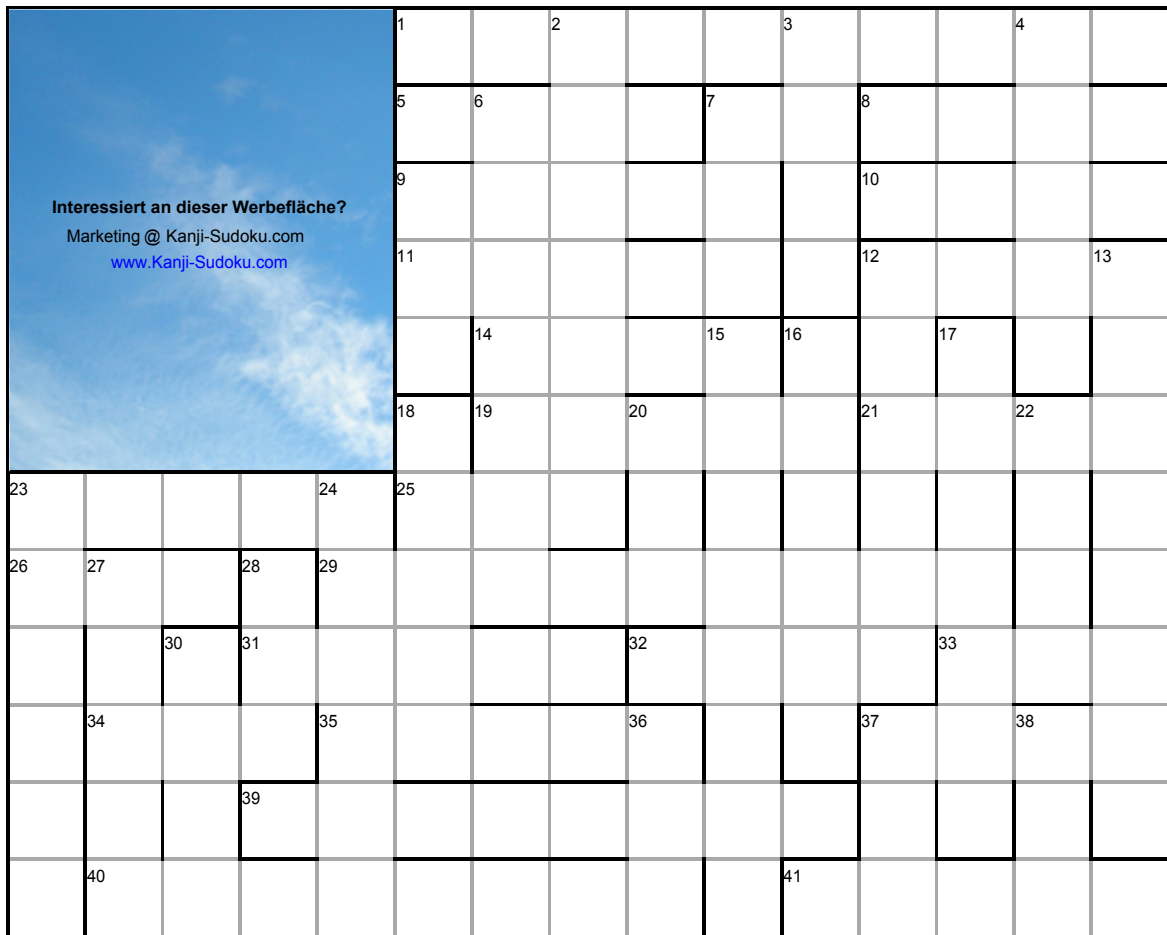 1 2 3 4
5 6 7 8
Interessiert an dieser Werbefläche?
9 10
Marketing @ Kanji-Sudoku.com
www.Kanji-Sudoku.com
11 12 13
14 15 16 17
18 19 20 21 22
23 24 25
26 27 28 29
30 31 32 33
34 35 36 37 38
39
40 41